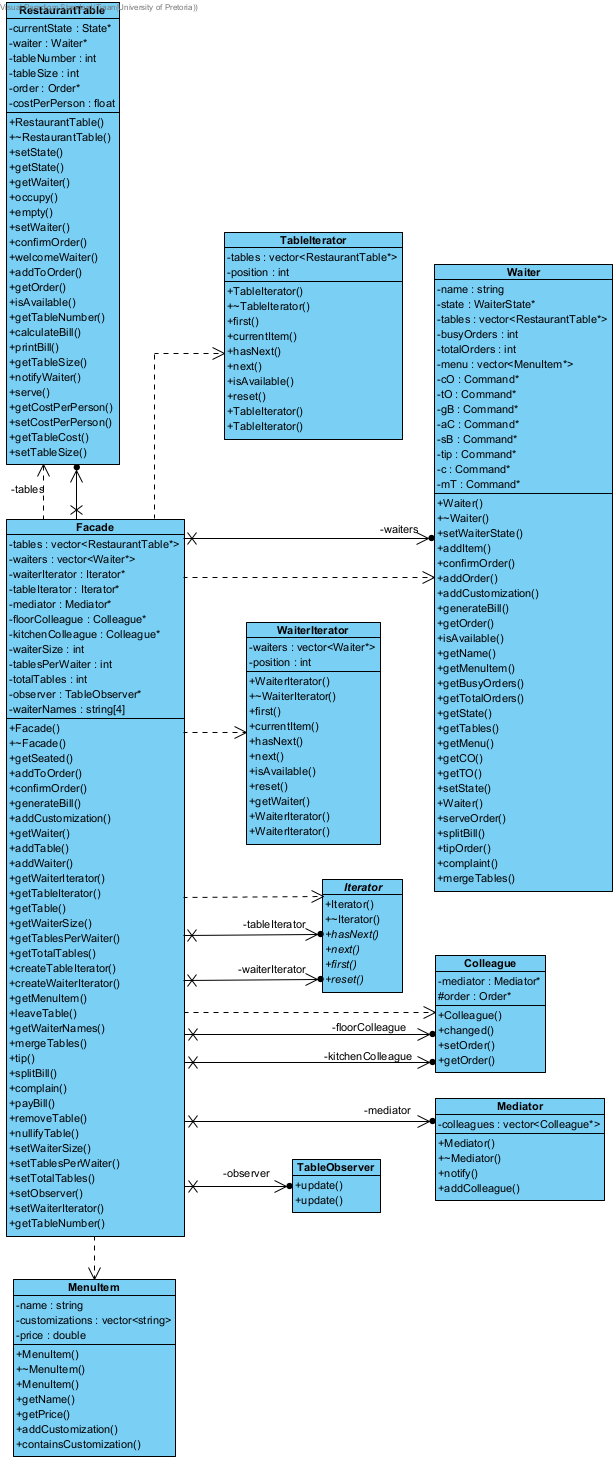 University of Pretoria))
RestaurantTable
-currentState : State*
-waiter : Waiter*
-tableNumber : int
-tableSize : int
-order : Order*
-costPerPerson : float
+RestaurantTable()
+~RestaurantTable()
+setState()
+getState()
+getWaiter()
+occupy()
+empty()
+setWaiter()
+confirmOrder()
+welcomeWaiter()
+addToOrder()
+getOrder()
+isAvailable()
+getTableNumber()
+calculateBill()
+printBill()
+getTableSize()
+notifyWaiter()
+serve()
+getCostPerPerson()
+setCostPerPerson()
+getTableCost()
+setTableSize()
TableIterator
-tables : vector<RestaurantTable*>
-position : int
+TableIterator()
+~TableIterator()
+first()
+currentItem()
+hasNext()
+next()
+isAvailable()
+reset()
+TableIterator()
+TableIterator()
Waiter
-name : string
-state : WaiterState*
-tables : vector<RestaurantTable*>
-busyOrders : int
-totalOrders : int
-menu : vector<MenuItem*>
-cO : Command*
-tO : Command*
-gB : Command*
-aC : Command*
-sB : Command*
-tip : Command*
-c : Command*
-mT : Command*
+Waiter()
+~Waiter()
+setWaiterState()
+addItem()
+confirmOrder()
+addOrder()
+addCustomization()
+generateBill()
+getOrder()
+isAvailable()
+getName()
+getMenuItem()
+getBusyOrders()
+getTotalOrders()
+getState()
+getTables()
+getMenu()
+getCO()
+getTO()
+setState()
+Waiter()
+serveOrder()
+splitBill()
+tipOrder()
+complaint()
+mergeTables()
-tables
-waiters
Facade
-tables : vector<RestaurantTable*>
-waiters : vector<Waiter*>
-waiterIterator : Iterator*
-tableIterator : Iterator*
-mediator : Mediator*
-floorColleague : Colleague*
-kitchenColleague : Colleague*
-waiterSize : int
-tablesPerWaiter : int
-totalTables : int
-observer : TableObserver*
-waiterNames : string[4]
+Facade()
+~Facade()
+getSeated()
+addToOrder()
+confirmOrder()
+generateBill()
+addCustomization()
+getWaiter()
+addTable()
+addWaiter()
+getWaiterIterator()
+getTableIterator()
+getTable()
+getWaiterSize()
+getTablesPerWaiter()
+getTotalTables()
+createTableIterator()
+createWaiterIterator()
+getMenuItem()
+leaveTable()
+getWaiterNames()
+mergeTables()
+tip()
+splitBill()
+complain()
+payBill()
+removeTable()
+nullifyTable()
+setWaiterSize()
+setTablesPerWaiter()
+setTotalTables()
+setObserver()
+setWaiterIterator()
+getTableNumber()
WaiterIterator
-waiters : vector<Waiter*>
-position : int
+WaiterIterator()
+~WaiterIterator()
+first()
+currentItem()
+hasNext()
+next()
+isAvailable()
+reset()
+getWaiter()
+WaiterIterator()
+WaiterIterator()
Iterator
+Iterator()
+~Iterator()
+hasNext()
+next()
+first()
+reset()
-tableIterator
-waiterIterator
Colleague
-mediator : Mediator*
#order : Order*
+Colleague()
+changed()
+setOrder()
+getOrder()
-floorColleague
-kitchenColleague
-mediator
Mediator
-colleagues : vector<Colleague*>
+Mediator()
+~Mediator()
+notify()
+addColleague()
-observer
TableObserver
+update()
+update()
MenuItem
-name : string
-customizations : vector<string>
-price : double
+MenuItem()
+~MenuItem()
+MenuItem()
+getName()
+getPrice()
+addCustomization()
+containsCustomization()